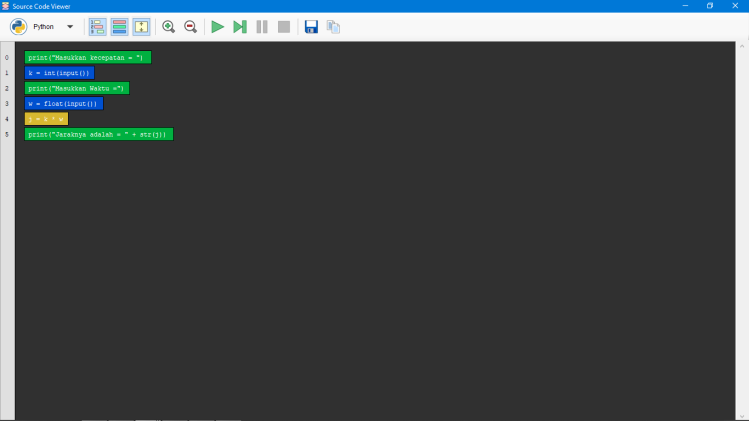 Source Code Viewer
Python
0 print("Masukkan kecepatan = ")
1 k = int(input())
2 print("Masukkan Waktu =")
3 w = float(input())
4 j = k * w
5 print("Jaraknya adalah = " + str(j))